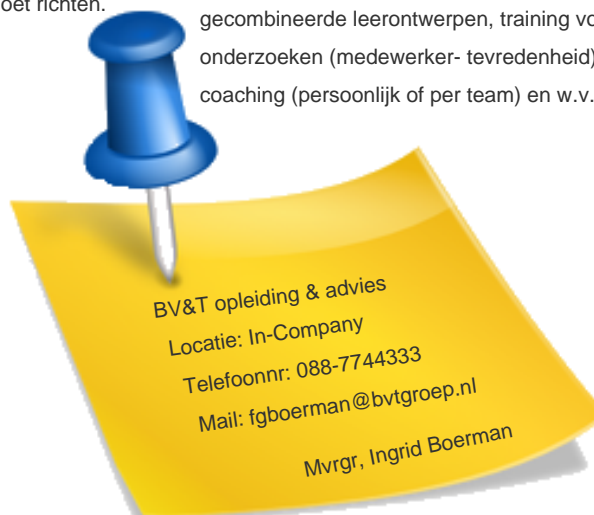 oet richten.
gecombineerde leerontwerpen, training vo
onderzoeken (medewerker- tevredenheid)
coaching (persoonlijk of per team) en w.v.
BV&T opleiding & advies
Locatie: In-Company
Telefoonnr: 088-7744333
Mail: fgboerman@bvtgroep.nl
Mvrgr, Ingrid Boerman